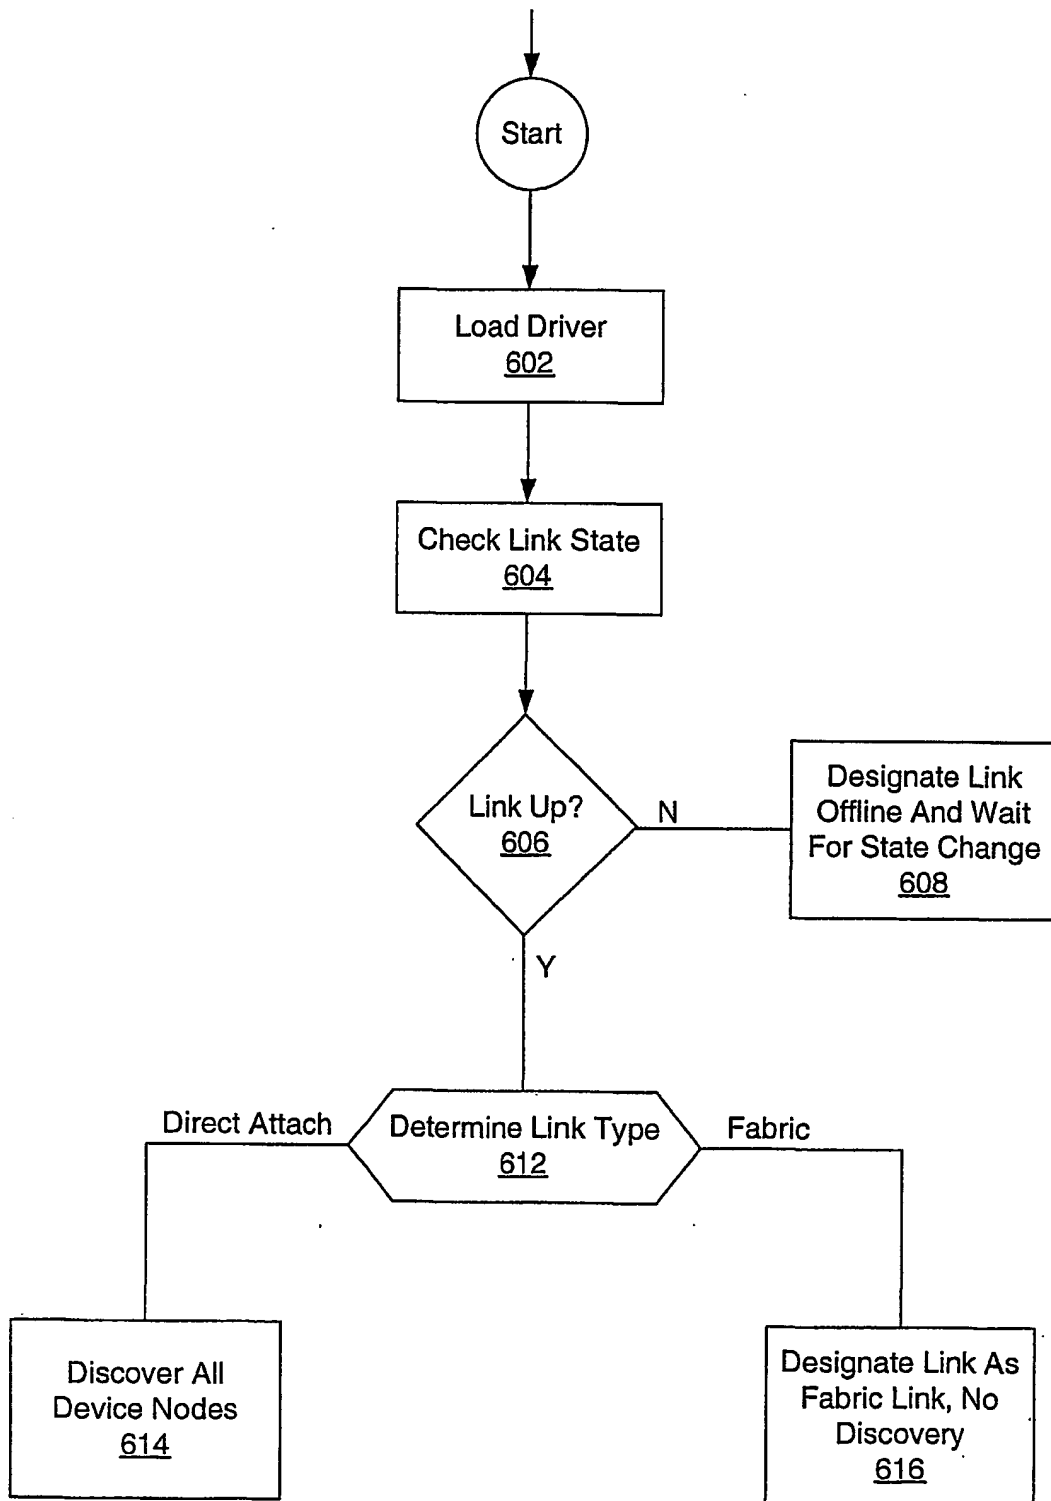 Start
Load Driver
602
Check Link State
604
Link Up?
606
N
Designate Link
Offline And Wait
For State Change
608
Y
Direct Attach
Determine Link Type
612
Fabric
Discover All
Device Nodes
614
Designate Link As
Fabric Link, No
Discovery
616